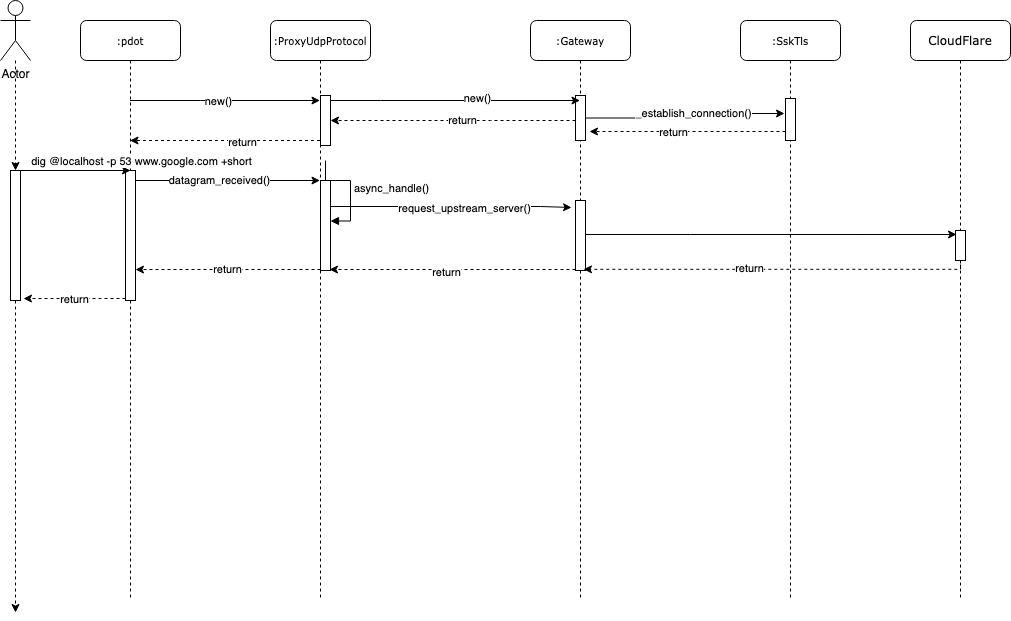 Actor
:pdot
:ProxyUdpProtocol
:Gateway
:SskTls
CloudFlare
new()
new()
_establish_connection()
return
return
return
dig @localhost -p 53 www.google.com +short
datagram_received()
async_handle()
request_upstream_server()
return
return
return
return